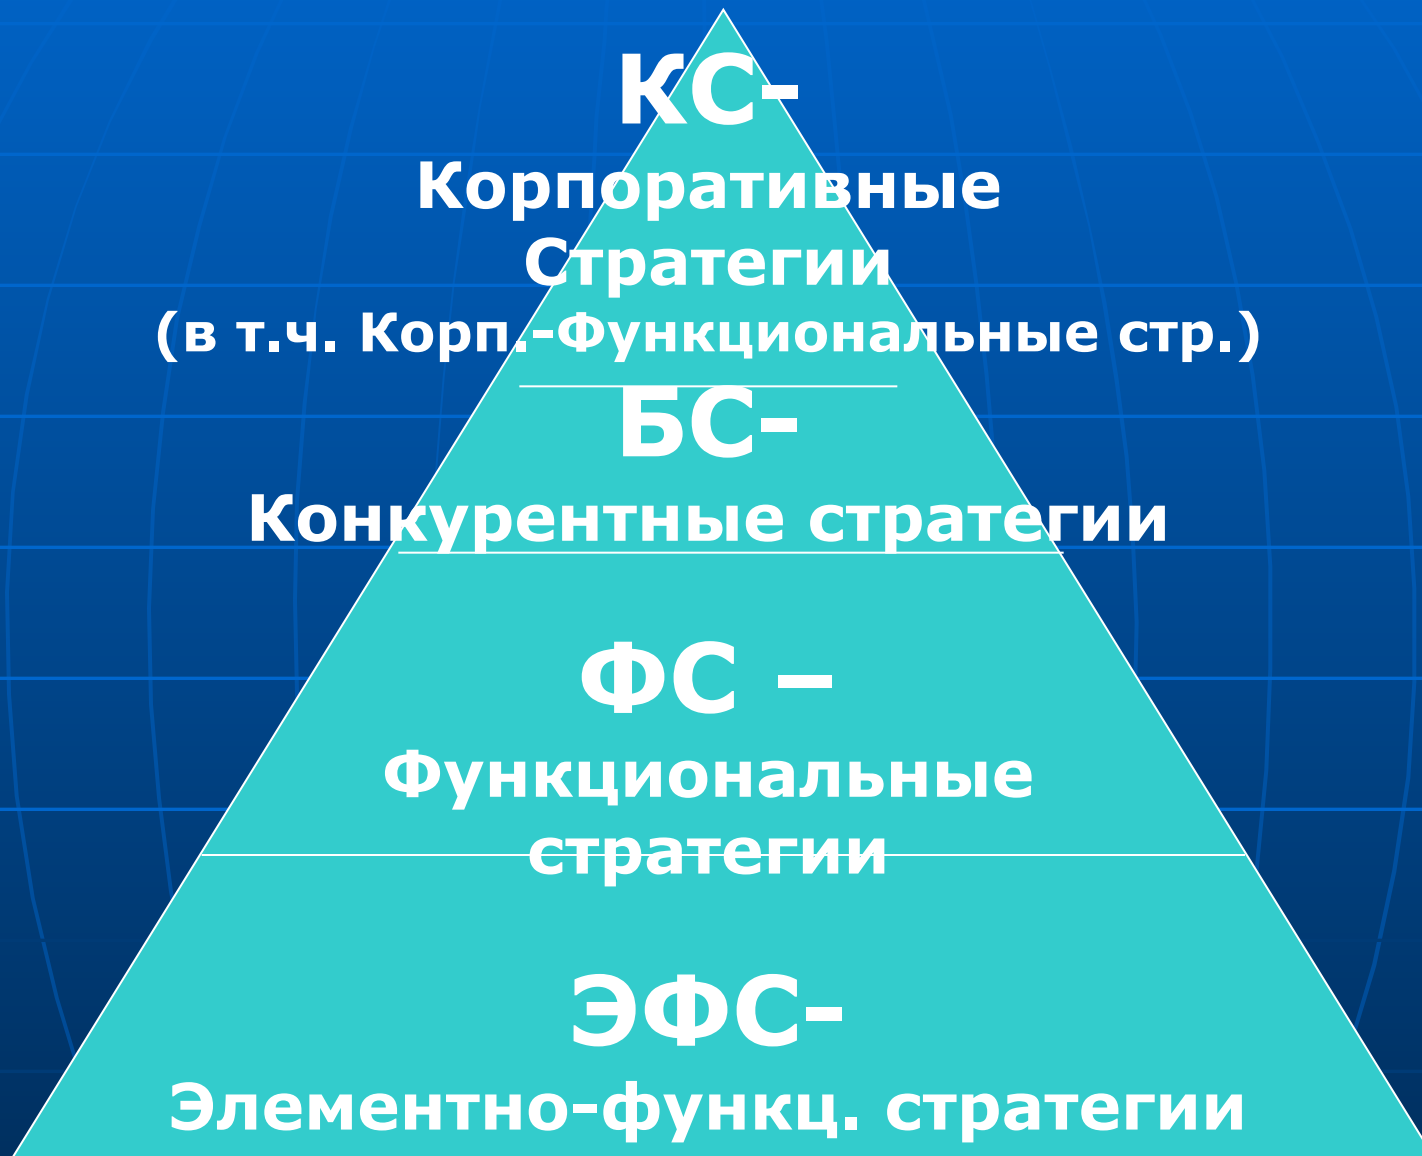 КС-
Корпоративные
Стратегии
(в т.ч. Корп.-Функциональные стр.)
БС-
Конкурентные стратегии
ФС –
Функциональные
стратегии
ЭФС-
Элементно-функц. стратегии